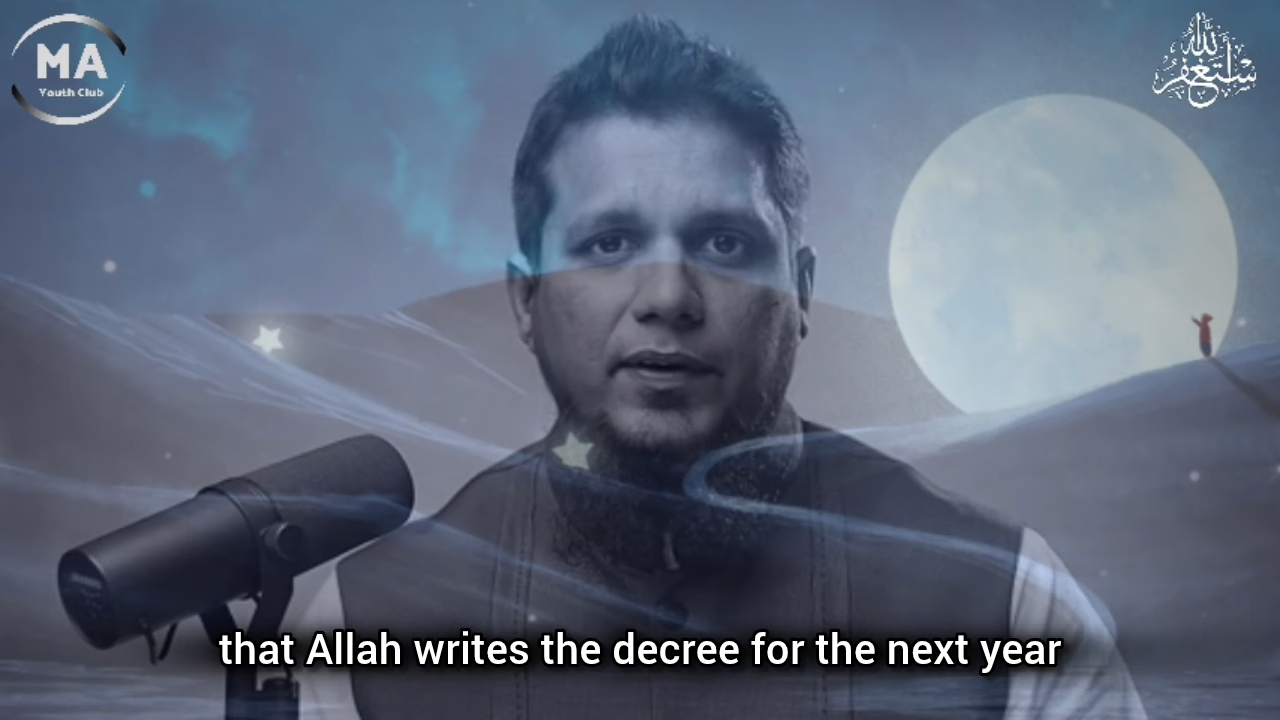 MA
Youth Club
استغفر الله
that Allah writes the decree for the next year